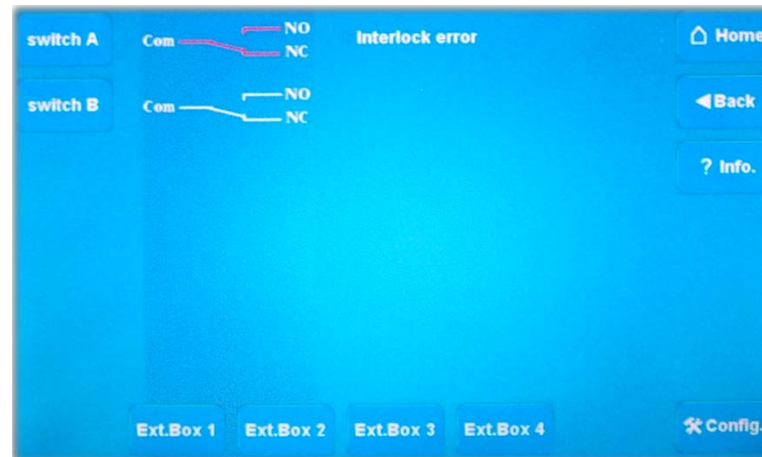 switch A Com NO NC Interlock error Home
switch B Com NO NC Back
? Info.
Ext.Box 1 Ext.Box 2 Ext.Box 3 Ext.Box 4 Config.